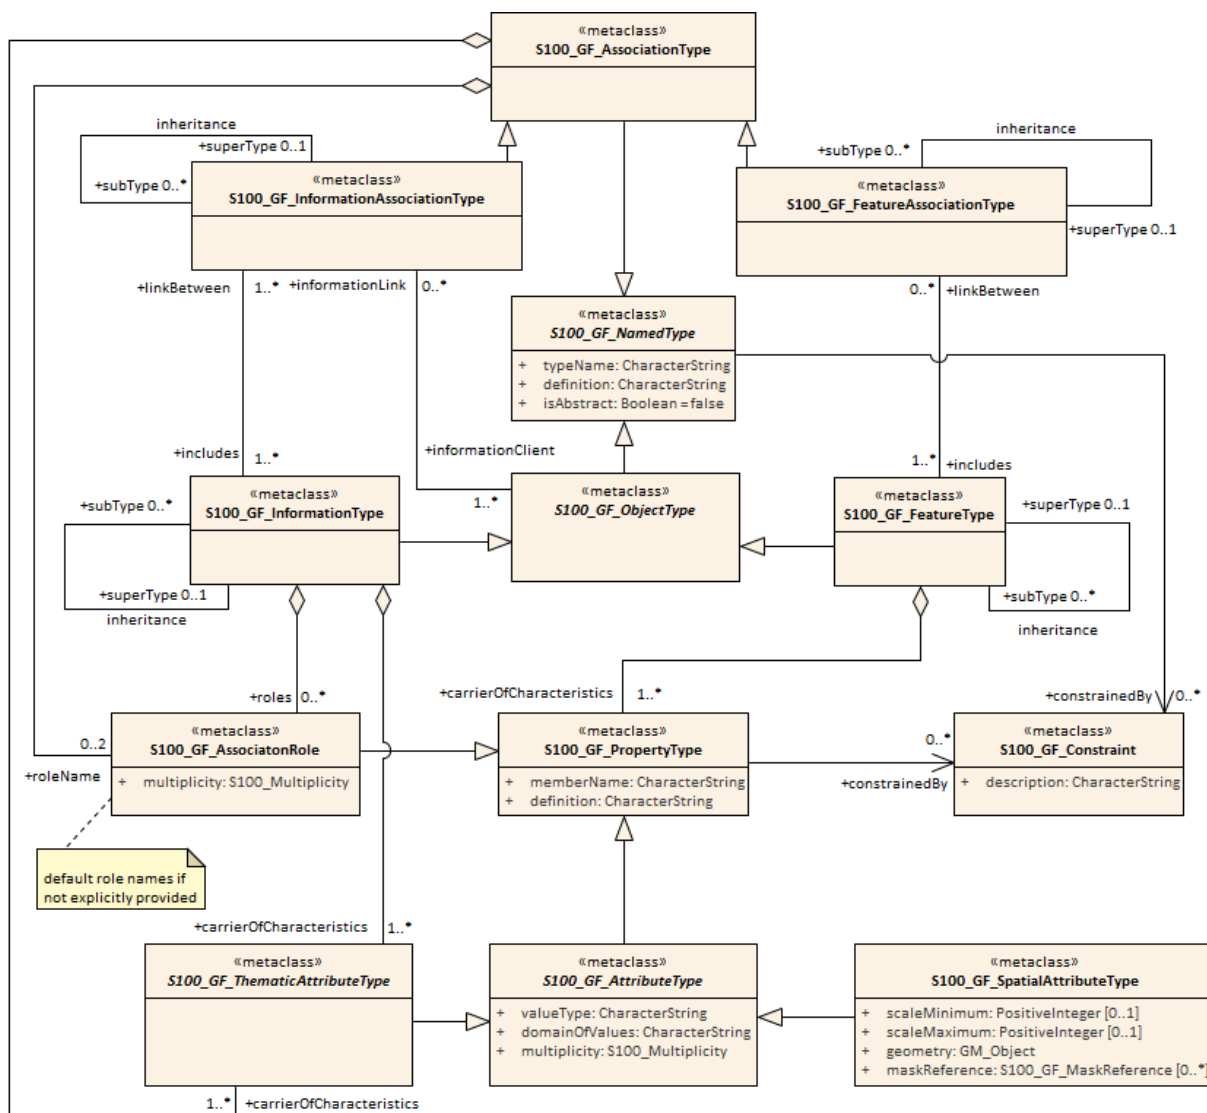 «metaclass»
S100_GF_AssociationType
inheritance
+superType 0..1
+subType 0..*
«metaclass»
S100_GF_InformationAssociationType
inheritance
+subType 0..*
«metaclass»
S100_GF_FeatureAssociationType
+superType 0..1
+linkBetween
1..*
+informationLink
0..*
0..*
+linkBetween
«metaclass»
S100_GF_NamedType
+ typeName: CharacterString
+ definition: CharacterString
+ isAbstract: Boolean =false
+includes
1..*
+informationClient
1..*
1..*
+includes
+subType 0..*
«metaclass»
S100_GF_InformationType
+superType 0..1
inheritance
«metaclass»
S100_GF_ObjectType
«metaclass»
S100_GF_FeatureType
+superType 0..1
+subType 0..*
inheritance
+roles 0..*
+carrierOfCharacteristics
1..*
+constrainedBy
0..*
0..2
+roleName
«metaclass»
S100_GF_AssociatonRole
+ multiplicity: S100_Multiplicity
«metaclass»
S100_GF_PropertyType
+ memberName: CharacterString
+ definition: CharacterString
0..*
+constrainedBy
«metaclass»
S100_GF_Constraint
+ description: CharacterString
default role names if
not explicitly provided
+carrierOfCharacteristics
1..*
«metaclass»
S100_GF_ThematicAttributeType
«metaclass»
S100_GF_AttributeType
+ valueType: CharacterString
+ domainOfValues: CharacterString
+ multiplicity: S100_Multiplicity
«metaclass»
S100_GF_SpatialAttributeType
+ scaleMinimum: PositiveInteger [0..1]
+ scaleMaximum: PositiveInteger [0..1]
+ geometry: GM_Object
+ maskReference: S100_GF_MaskReference [0..*]
1..*
+carrierOfCharacteristics